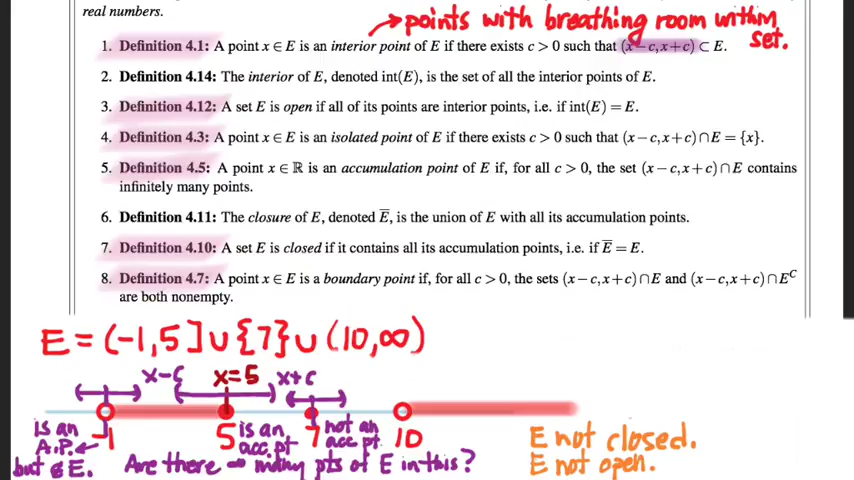 real numbers.
points with breathing room within set.
1. Definition 4.1: A point x ∈ E is an interior point of E if there exists c > 0 such that (x − c, x + c) ⊂ E.
2. Definition 4.14: The interior of E, denoted int(E), is the set of all the interior points of E.
3. Definition 4.12: A set E is open if all of its points are interior points, i.e. if int(E) = E.
4. Definition 4.3: A point x ∈ E is an isolated point of E if there exists c > 0 such that (x − c, x + c) ∩ E = {x}.
5. Definition 4.5: A point x ∈ ℝ is an accumulation point of E if, for all c > 0, the set (x − c, x + c) ∩ E contains
infinitely many points.
6. Definition 4.11: The closure of E, denoted E̅, is the union of E with all its accumulation points.
7. Definition 4.10: A set E is closed if it contains all its accumulation points, i.e. if E̅ = E.
8. Definition 4.7: A point x ∈ E is a boundary point if, for all c > 0, the sets (x − c, x + c) ∩ E and (x − c, x + c) ∩ Eᶜ
are both nonempty.
E = (-1,5] ∪ {7} ∪ (10,∞)
x-c x=5 x+c
-1 5 7 10
is an A.P. but ∉ E.
is an acc. pt
not an acc pt.
Are there ∞ many pts of E in this?
E not closed.
E not open.